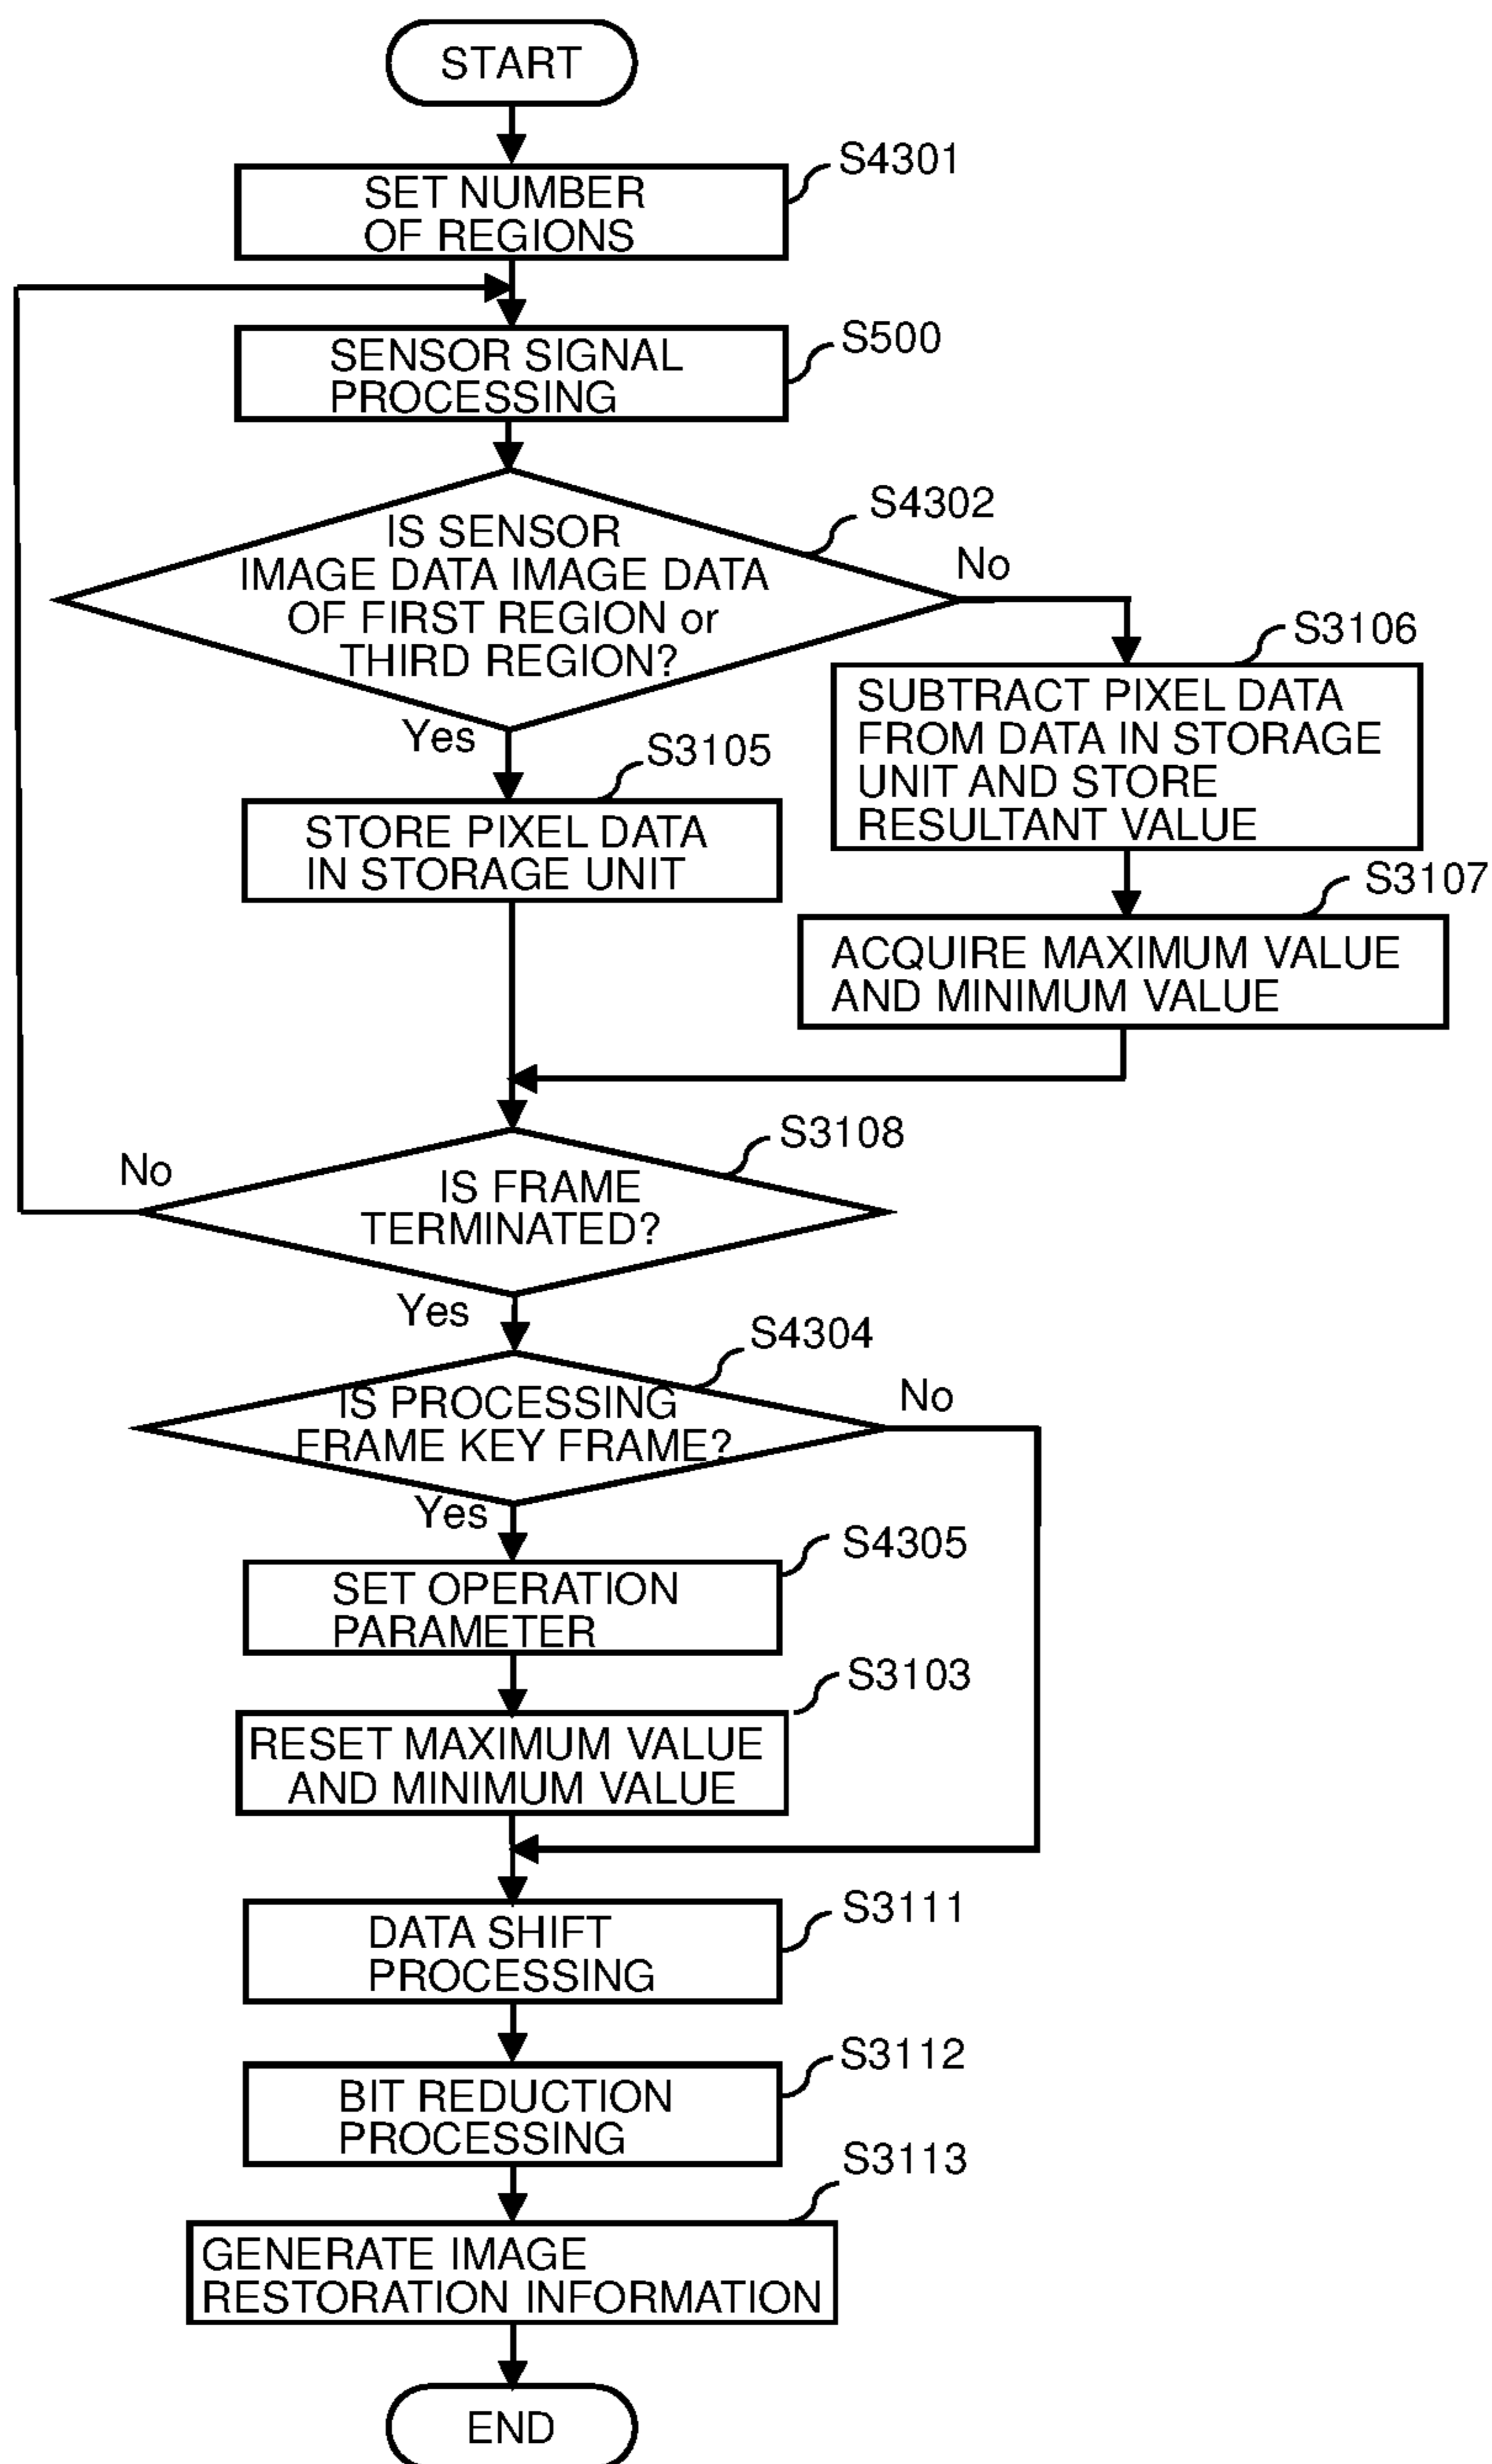 START
S4301
SET NUMBER
OF REGIONS
S500
SENSOR SIGNAL
PROCESSING
S4302
IS SENSOR
IMAGE DATA IMAGE DATA
OF FIRST REGION or
THIRD REGION?
No
Yes
S3106
SUBTRACT PIXEL DATA
FROM DATA IN STORAGE
UNIT AND STORE
RESULTANT VALUE
S3105
STORE PIXEL DATA
IN STORAGE UNIT
S3107
ACQUIRE MAXIMUM VALUE
AND MINIMUM VALUE
S3108
No
IS FRAME
TERMINATED?
Yes
S4304
IS PROCESSING
FRAME KEY FRAME?
No
Yes
S4305
SET OPERATION
PARAMETER
S3103
RESET MAXIMUM VALUE
AND MINIMUM VALUE
S3111
DATA SHIFT
PROCESSING
S3112
BIT REDUCTION
PROCESSING
S3113
GENERATE IMAGE
RESTORATION INFORMATION
END